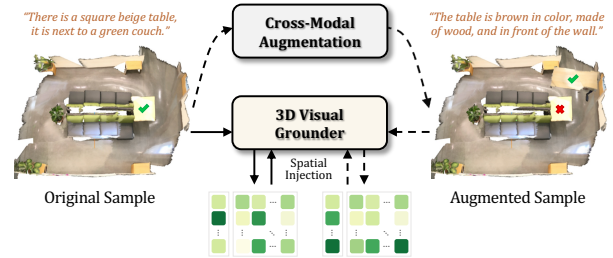 "There is a square beige table,
it is next to a green couch."
Cross-Modal
Augmentation
"The table is brown in color, made
of wood, and in front of the wall."
3D Visual
Grounder
Spatial
Injection
Original Sample
Augmented Sample